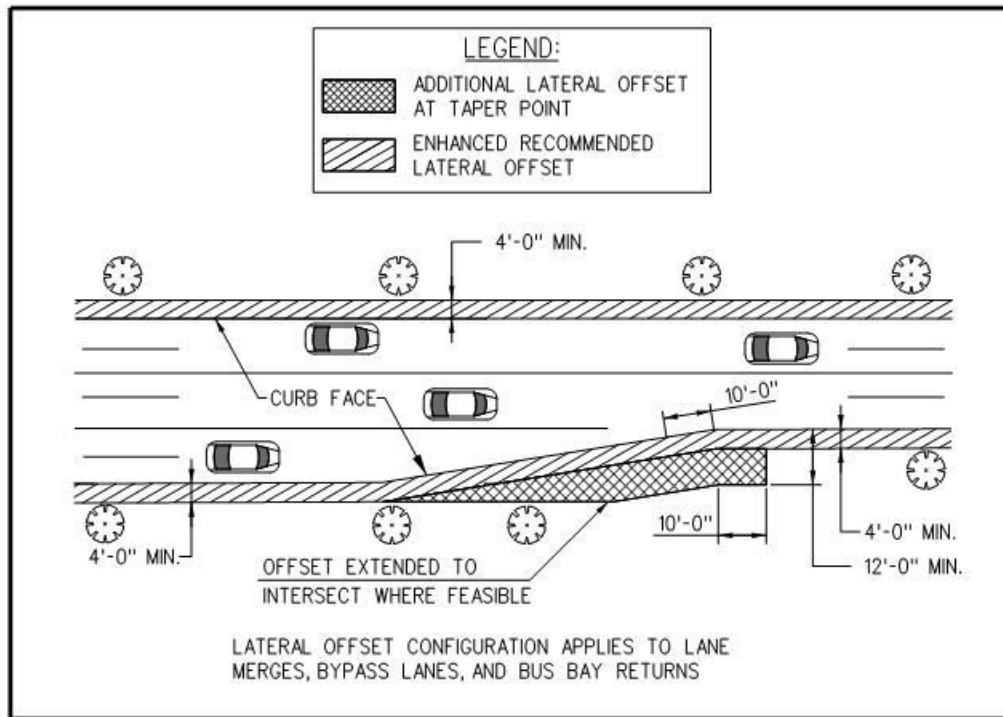 LEGEND:
ADDITIONAL LATERAL OFFSET
AT TAPER POINT
ENHANCED RECOMMENDED
LATERAL OFFSET
4'-0" MIN.
CURB FACE
10'-0"
4'-0" MIN.
10'-0"
4'-0" MIN.
12'-0" MIN.
OFFSET EXTENDED TO
INTERSECT WHERE FEASIBLE
LATERAL OFFSET CONFIGURATION APPLIES TO LANE
MERGES, BYPASS LANES, AND BUS BAY RETURNS